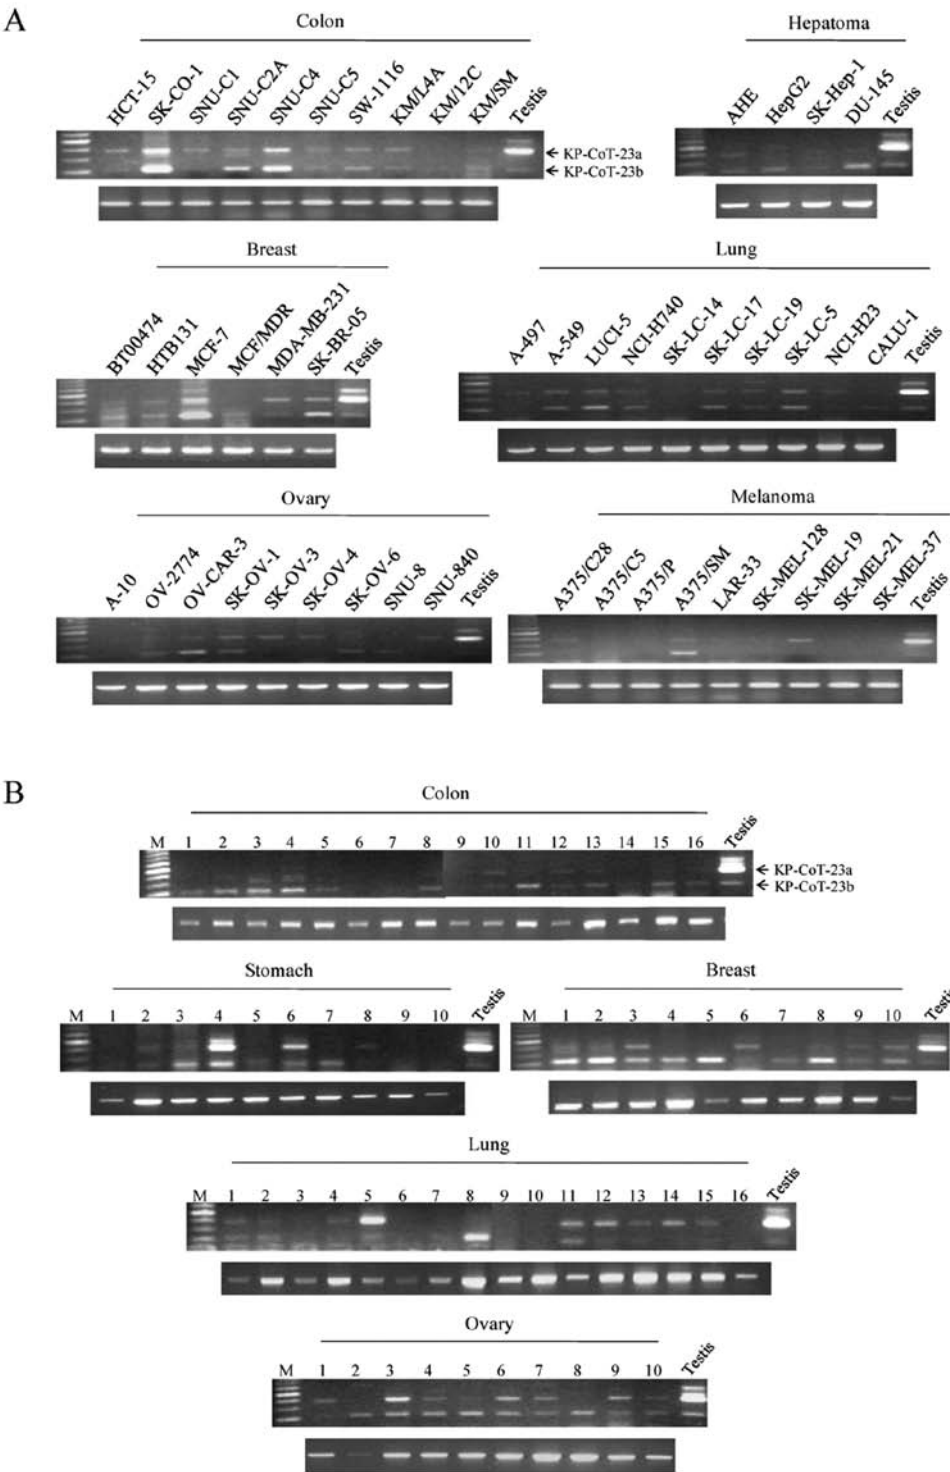 A
Colon
HCT-15 SK-CO-1 SNU-C1 SNU-C2A SNU-C4 SNU-C5 SW-1116 KM/L4A KM/12C KM/SM Testis
← KP-CoT-23a
← KP-CoT-23b
Hepatoma
AHE HepG2 SK-Hep-1 DU-145 Testis
Breast
BT00474 HTB131 MCF-7 MCF/MDR MDA-MB-231 SK-BR-05 Testis
Lung
A-497 A-549 LUCI-5 NCI-H740 SK-LC-14 SK-LC-17 SK-LC-19 SK-LC-5 NCI-H23 CALU-1 Testis
Ovary
A-10 OV-2774 OV-CAR-3 SK-OV-1 SK-OV-3 SK-OV-4 SK-OV-6 SNU-8 SNU-840 Testis
Melanoma
A375/C28 A375/C5 A375/P A375/SM LAR-33 SK-MEL-128 SK-MEL-19 SK-MEL-21 SK-MEL-37 Testis
B
Colon
M 1 2 3 4 5 6 7 8 9 10 11 12 13 14 15 16 Testis
← KP-CoT-23a
← KP-CoT-23b
Stomach
M 1 2 3 4 5 6 7 8 9 10 Testis
Breast
M 1 2 3 4 5 6 7 8 9 10 Testis
Lung
M 1 2 3 4 5 6 7 8 9 10 11 12 13 14 15 16 Testis
Ovary
M 1 2 3 4 5 6 7 8 9 10 Testis